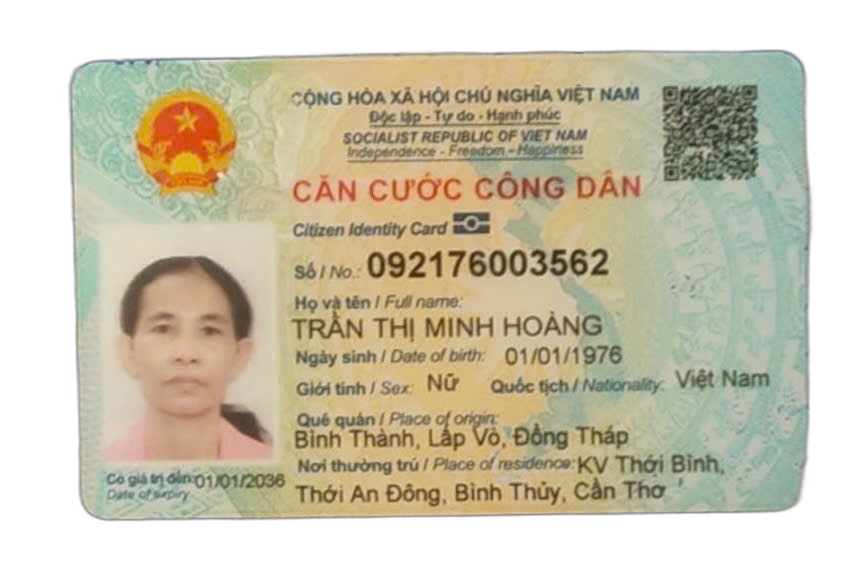 CỘNG HÒA XÃ HỘI CHỦ NGHĨA VIỆT NAM
Độc lập - Tự do - Hạnh phúc
SOCIALIST REPUBLIC OF VIET NAM
Independence - Freedom - Happiness
CĂN CƯỚC CÔNG DÂN
Citizen Identity Card
Số / No.: 092176003562
Họ và tên / Full name:
TRẦN THỊ MINH HOÀNG
Ngày sinh / Date of birth: 01/01/1976
Giới tính / Sex: Nữ Quốc tịch / Nationality: Việt Nam
Quê quán / Place of origin:
Bình Thành, Lấp Vò, Đồng Tháp
Nơi thường trú / Place of residence: KV Thới Bình,
Thới An Đông, Bình Thủy, Cần Thơ
Có giá trị đến: 01/01/2036
Date of expiry